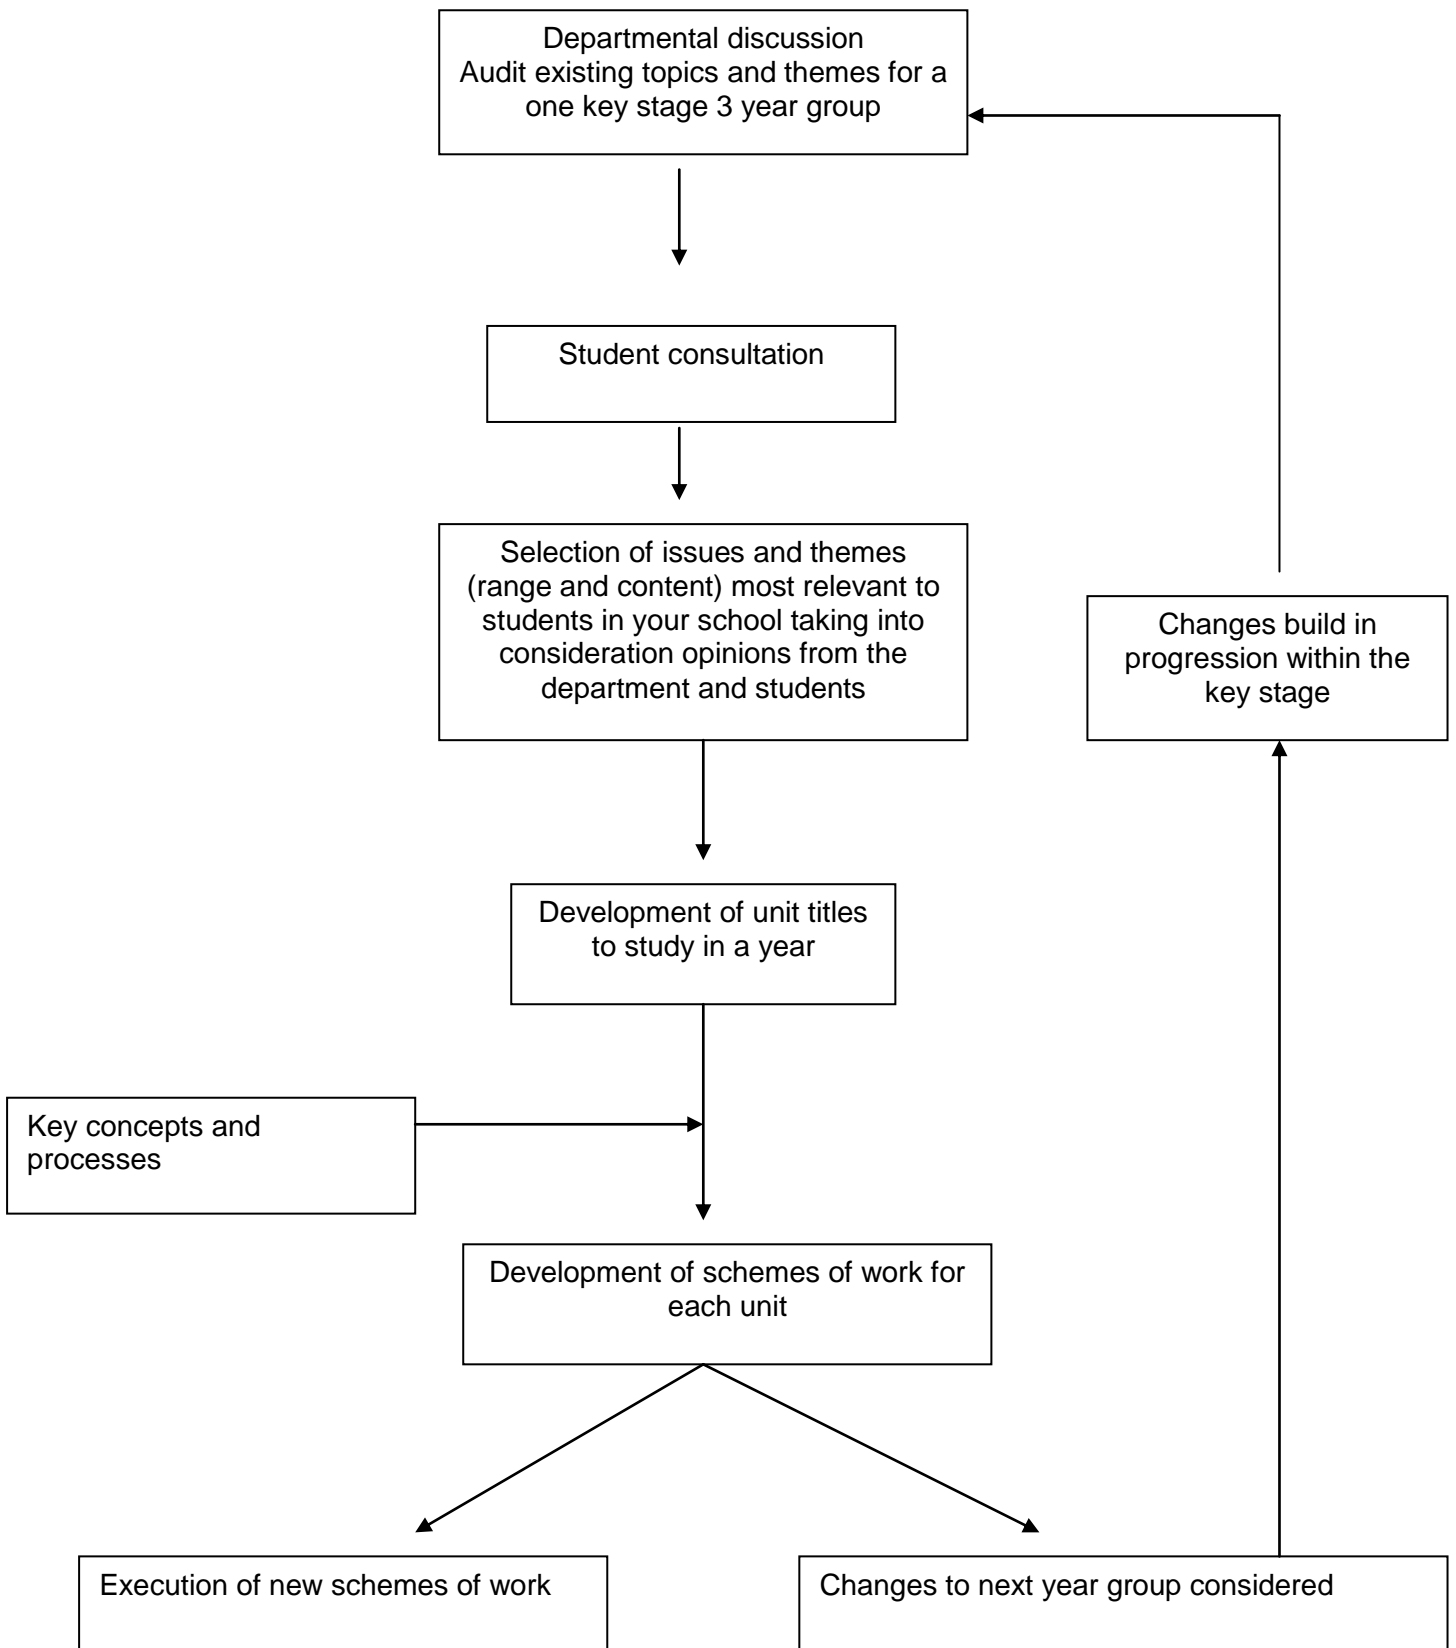 Departmental discussion
Audit existing topics and themes for a
one key stage 3 year group
Student consultation
Selection of issues and themes
(range and content) most relevant to
students in your school taking into
consideration opinions from the
department and students
Changes build in
progression within the
key stage
Development of unit titles
to study in a year
Key concepts and
processes
Development of schemes of work for
each unit
Execution of new schemes of work
Changes to next year group considered